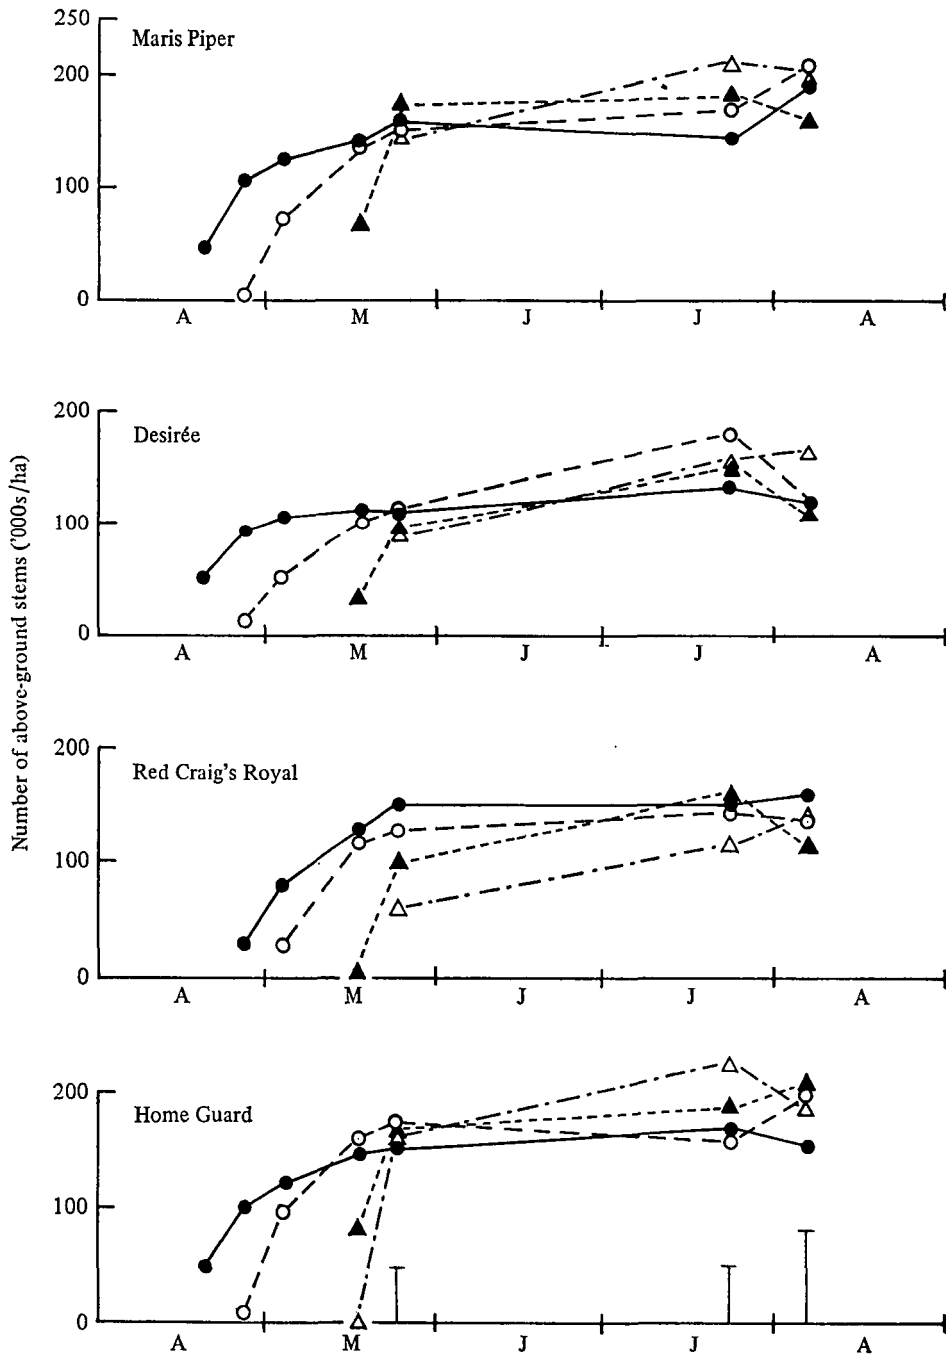 Number of above-ground stems ('000s/ha)
250
Maris Piper
200
100
0
A M J J A
200
Desirée
100
0
A M J J A
200
Red Craig's Royal
100
0
A M J J A
200
Home Guard
100
0
A M J J A